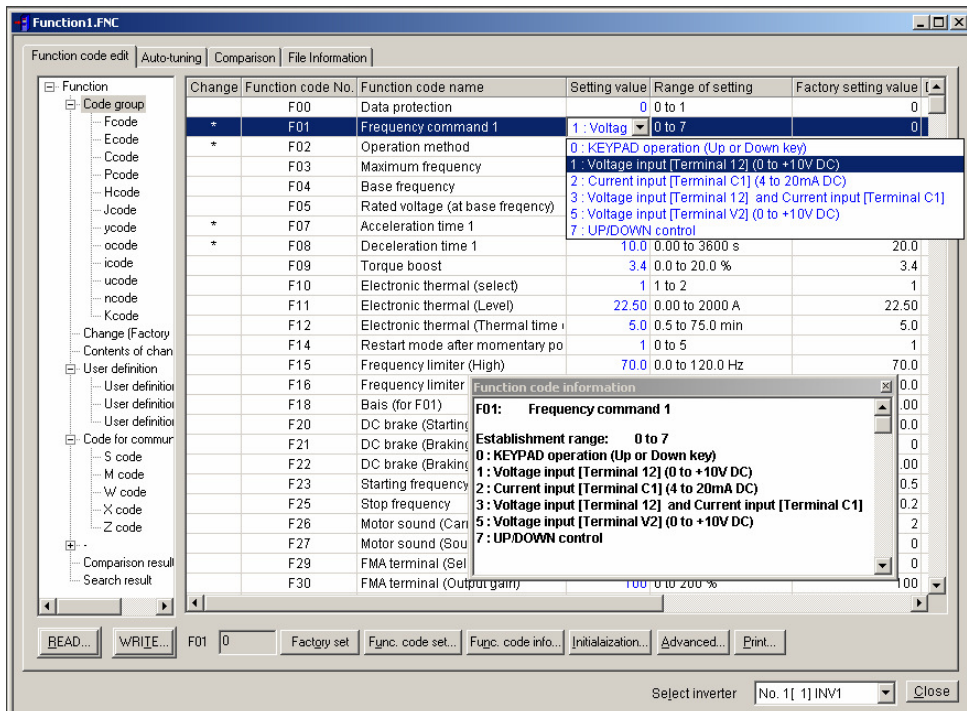 Function1.FNC
Function code edit Auto-tuning Comparison File Information
Function
Code group
Fcode
Ecode
Ccode
Pcode
Hcode
Jcode
ycode
ocode
icode
ucode
ncode
Kcode
Change (Factory
Contents of chan
User definition
User definition
User definition
User definition
Code for commur
S code
M code
W code
X code
Z code
-
Comparison result
Search result
Change Function code No. Function code name Setting value Range of setting Factory setting value
F00 Data protection 0 0 to 1 0
* F01 Frequency command 1 1 : Voltag 0 to 7 0
* F02 Operation method
F03 Maximum frequency
F04 Base frequency
F05 Rated voltage (at base freqency)
* F07 Acceleration time 1
* F08 Deceleration time 1 10.0 0.00 to 3600 s 20.0
F09 Torque boost 3.4 0.0 to 20.0 % 3.4
F10 Electronic thermal (select) 1 1 to 2 1
F11 Electronic thermal (Level) 22.50 0.00 to 2000 A 22.50
F12 Electronic thermal (Thermal time 5.0 0.5 to 75.0 min 5.0
F14 Restart mode after momentary po 1 0 to 5 1
F15 Frequency limiter (High) 70.0 0.0 to 120.0 Hz 70.0
F16 Frequency limiter 0.0
F18 Bais (for F01) .00
F20 DC brake (Starting 0.0
F21 DC brake (Braking 0
F22 DC brake (Braking .00
F23 Starting frequency 0.5
F25 Stop frequency 0.2
F26 Motor sound (Carr 2
F27 Motor sound (Sou 0
F29 FMA terminal (Sel 0
F30 FMA terminal (Output gain) 100 0 to 200 % 100
0 : KEYPAD operation (Up or Down key)
1 : Voltage input [Terminal 12] (0 to +10V DC)
2 : Current input [Terminal C1] (4 to 20mA DC)
3 : Voltage input [Terminal 12] and Current input [Terminal C1]
5 : Voltage input [Terminal V2] (0 to +10V DC)
7 : UP/DOWN control
Function code information
F01: Frequency command 1
Establishment range: 0 to 7
0 : KEYPAD operation (Up or Down key)
1 : Voltage input [Terminal 12] (0 to +10V DC)
2 : Current input [Terminal C1] (4 to 20mA DC)
3 : Voltage input [Terminal 12] and Current input [Terminal C1]
5 : Voltage input [Terminal V2] (0 to +10V DC)
7 : UP/DOWN control
READ... WRITE... F01 0 Factory set Func. code set... Func. code info... Initialaization... Advanced... Print...
Select inverter No. 1[ 1] INV1 Close